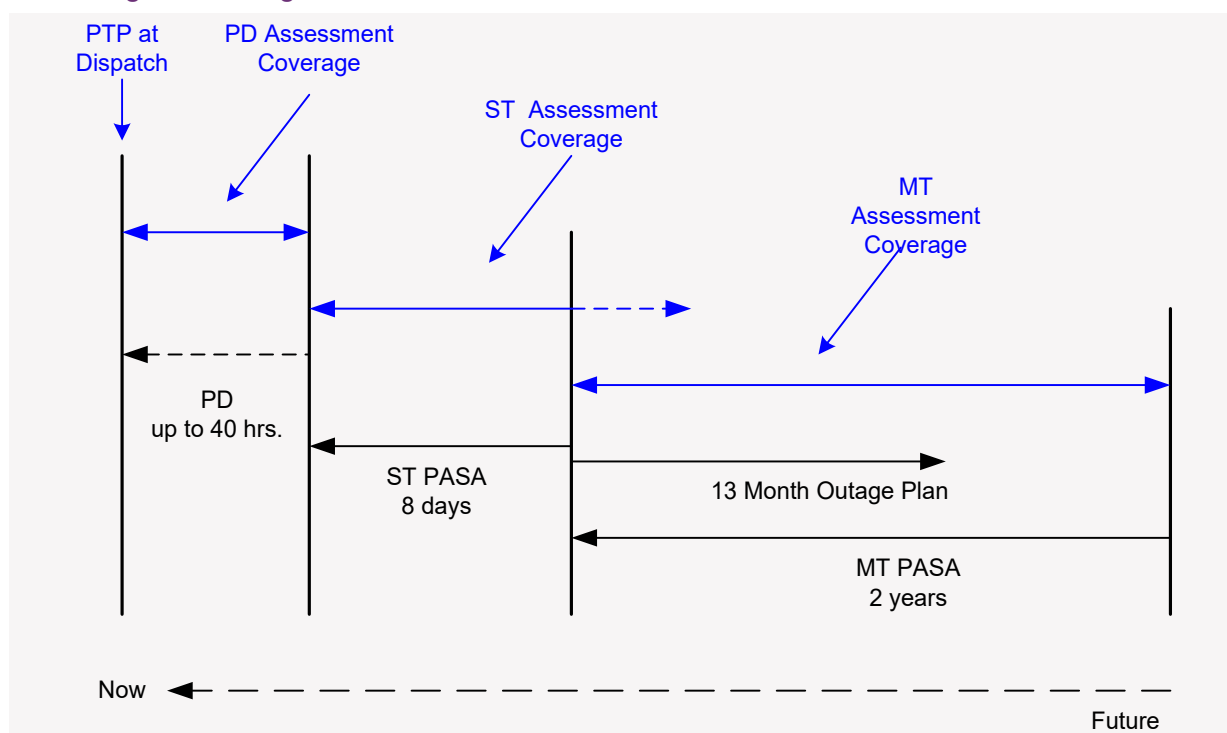 PTP at
Dispatch
PD Assessment
Coverage
ST Assessment
Coverage
MT
Assessment
Coverage
PD
up to 40 hrs.
ST PASA
8 days
13 Month Outage Plan
MT PASA
2 years
Now
Future